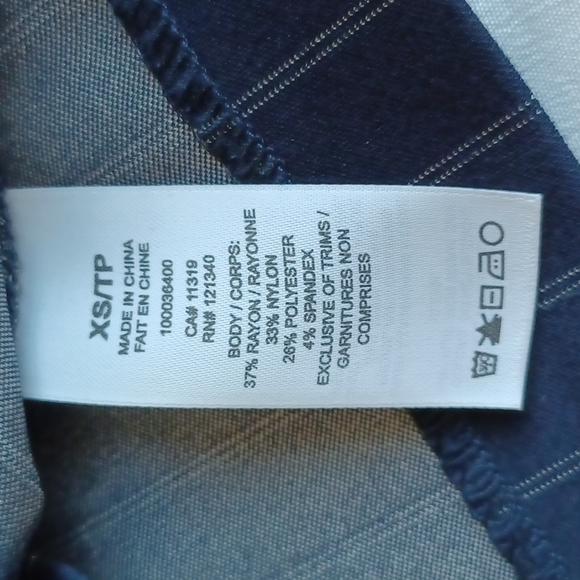 XS/TP
MADE IN CHINA
FAIT EN CHINE
100036400
CA# 11319
RN# 121340
BODY / CORPS:
37% RAYON / RAYONNE
33% NYLON
26% POLYESTER
4% SPANDEX
EXCLUSIVE OF TRIMS /
GARNITURES NON
COMPRISES